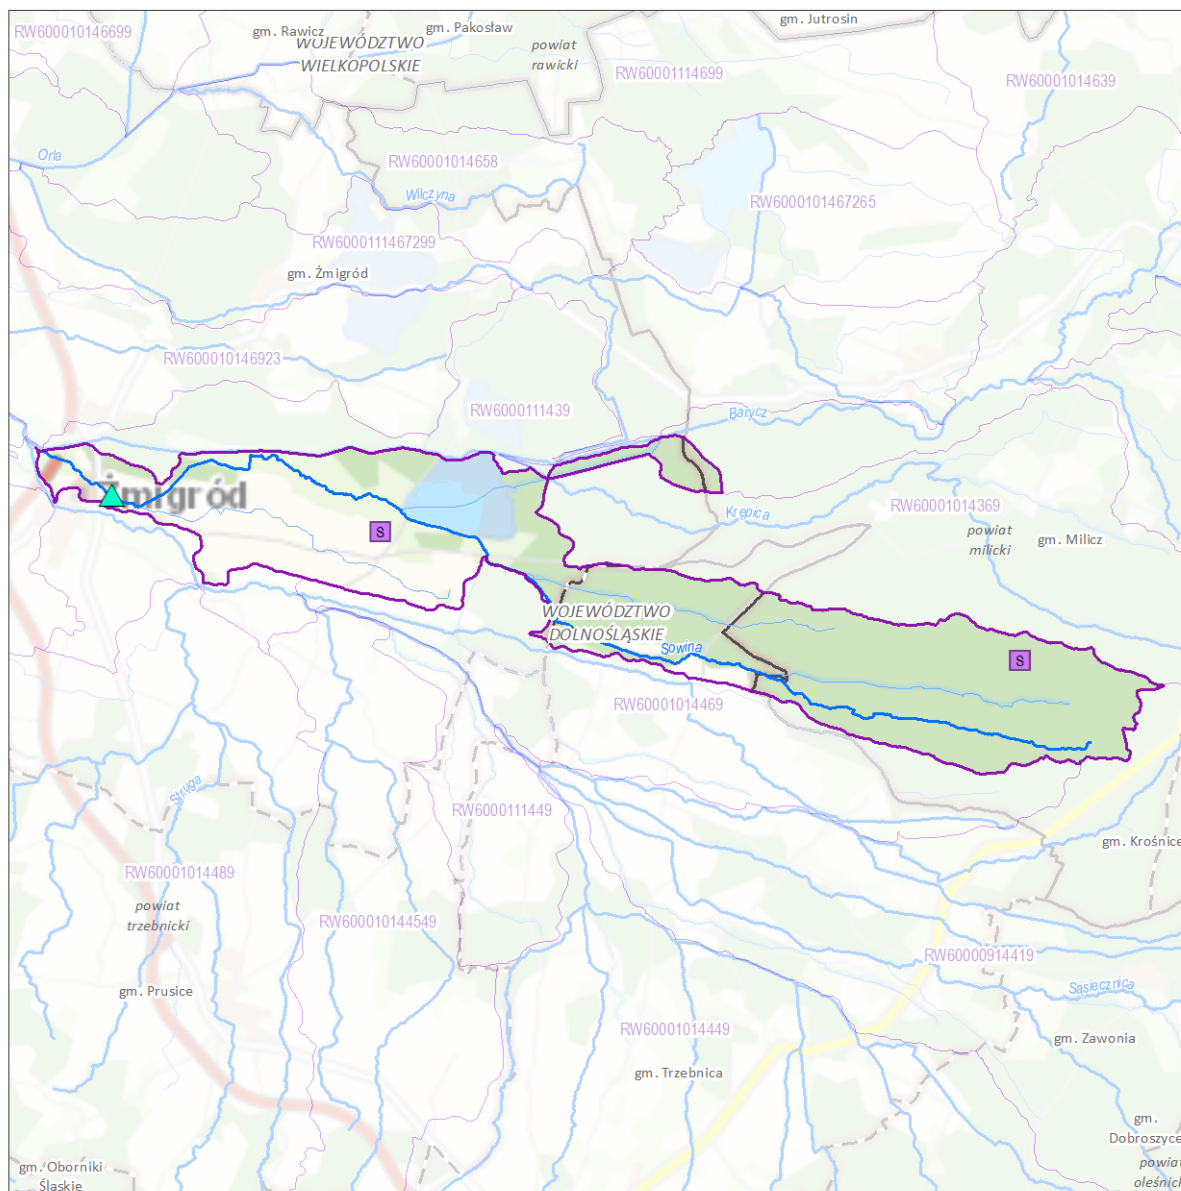 RW600010146699
gm. Rawicz
gm. Pakosław
gm. Jutrosin
WOJEWÓDZTWO
WIELKOPOLSKIE
powiat
rawicki
RW60001114699
RW60001014639
Orla
RW60001014658
Wilczyna
RW6000101467265
RW6000111467299
gm. Żmigród
RW600010146923
RW6000111439
Barycz
Żmigród
S
Krępica
RW60001014369
powiat
milicki
gm. Milicz
WOJEWÓDZTWO
DOLNOŚLĄSKIE
Sowina
S
RW60001014469
Struga
RW6000111449
gm. Krośnice
RW60001014489
powiat
trzebnicki
RW600010144549
RW60000914419
gm. Prusice
Sąsiecznica
RW60001014449
gm. Zawonia
gm. Trzebnica
gm.
Dobroszyce
gm. Oborniki
Śląskie
powiat
oleśnick